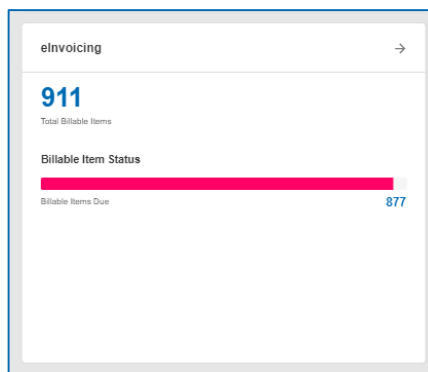 eInvoicing
911
Total Billable Items
Billable Item Status
Billable Items Due 877